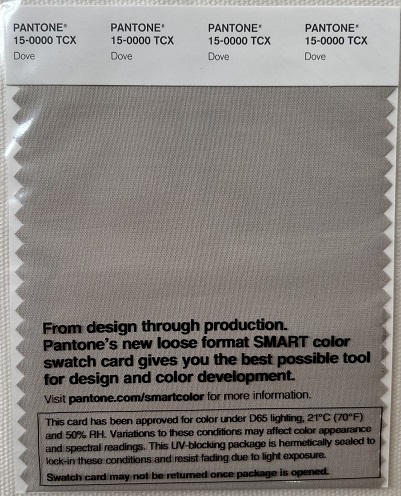 PANTONE® PANTONE® PANTONE® PANTONE®
15-0000 TCX 15-0000 TCX 15-0000 TCX 15-0000 TCX
Dove Dove Dove Dove
From design through production.
Pantone's new loose format SMART color
swatch card gives you the best possible tool
for design and color development.
Visit pantone.com/smartcolor for more information.
This card has been approved for color under D65 lighting, 21°C (70°F)
and 50% RH. Variations to these conditions may affect color appearance
and spectral readings. This UV-blocking package is hermetically sealed to
lock-in these conditions and resist fading due to light exposure.
Swatch card may not be returned once package is opened.